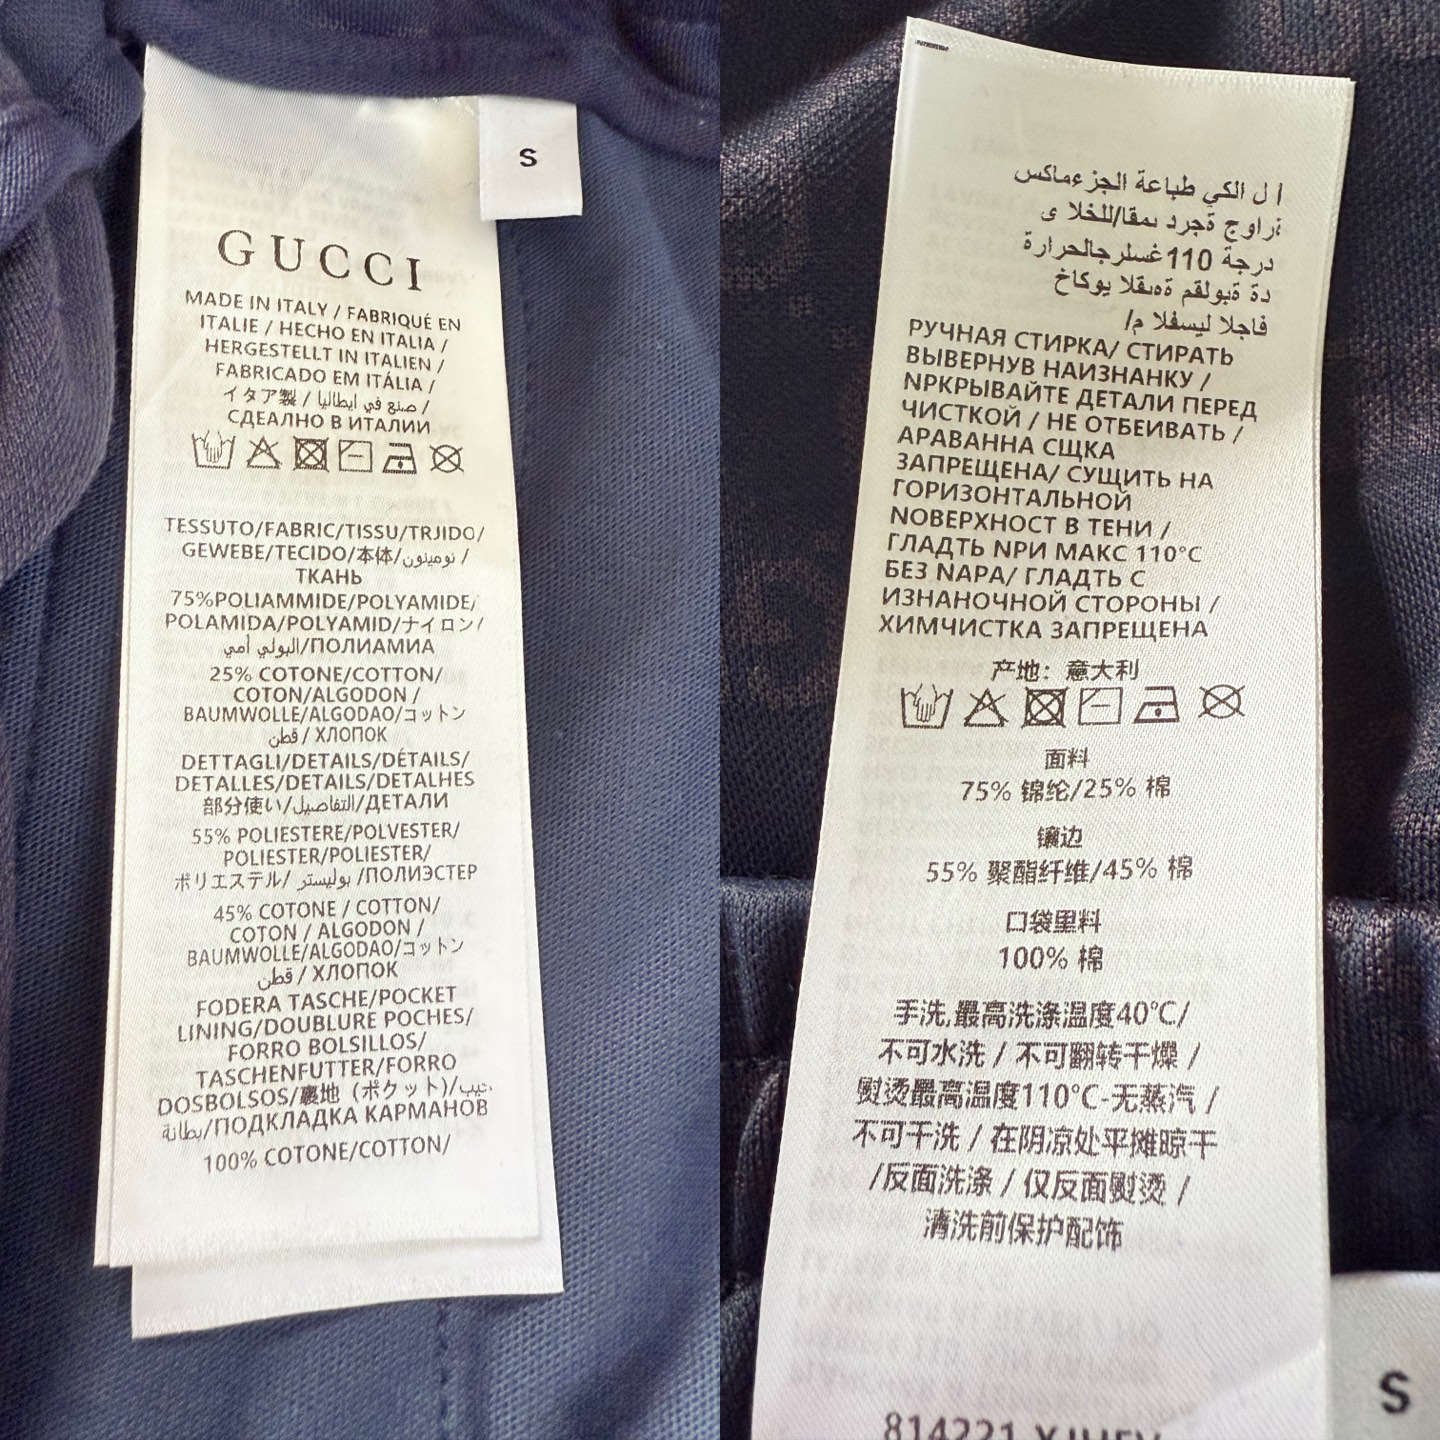 S
GUCCI
MADE IN ITALY / FABRIQUÉ EN
ITALIE / HECHO EN ITALIA /
HERGESTELLT IN ITALIEN /
FABRICADO EM ITÁLIA /
イタア製 / صنع في ايطاليا /
СДЕАЛНО В ИТАЛИИ
TESSUTO/FABRIC/TISSU/TRJIDO/
GEWEBE/TECIDO/本体/نوميلون /
ТКАНЬ
75%POLIAMMIDE/POLYAMIDE/
POLAMIDA/POLYAMID/ナイロン/
البولي أمي/ПОЛИАМИА
25% COTONE/COTTON/
COTON/ALGODON /
BAUMWOLLE/ALGODAO/コットン
قطن / ХЛОПОК
DETTAGLI/DETAILS/DÉTAILS/
DETALLES/DETAILS/DETALHES
部分使い/التفاصيل/ДЕТАЛИ
55% POLIESTERE/POLVESTER/
POLIESTER/POLIESTER/
ポリエステル/ بوليستر /ПОЛИЭСТЕР
45% COTONE / COTTON/
COTON / ALGODON /
BAUMWOLLE/ALGODAO/コットン
قطن / ХЛОПОК
FODERA TASCHE/POCKET
LINING/DOUBLURE POCHES/
FORRO BOLSILLOS/
TASCHENFUTTER/FORRO
DOSBOLSOS/裏地 (ポケット)/
بطانة/ПОДКЛАДКА КАРМАНОВ
100% COTONE/COTTON/
ا ل الكي طباعة الجزءماكس
درجة 110غسلرجالحرارة
РУЧНАЯ СТИРКА/ СТИРАТЬ
ВЫВЕРНУВ НАИЗНАНКУ /
NРКРЫВАЙТЕ ДЕТАЛИ ПЕРЕД
ЧИСТКОЙ / НЕ ОТБЕИВАТЬ /
АРАВАННА СЩКА
ЗАПРЕЩЕНА/ СУЩИТЬ НА
ГОРИЗОНТАЛЬНОЙ
NОВЕРХНОСТ В ТЕНИ /
ГЛАДТЬ NРИ МАКС 110°C
БЕЗ NАРА/ ГЛАДТЬ С
ИЗНАНОЧНОЙ СТОРОНЫ /
ХИМЧИСТКА ЗАПРЕЩЕНА
产地：意大利
面料
75% 锦纶/25% 棉
镶边
55% 聚酯纤维/45% 棉
口袋里料
100% 棉
手洗,最高洗涤温度40℃/
不可水洗 / 不可翻转干燥 /
熨烫最高温度110℃-无蒸汽 /
不可干洗 / 在阴凉处平摊晾干
/反面洗涤 / 仅反面熨烫 /
清洗前保护配饰
814221
S